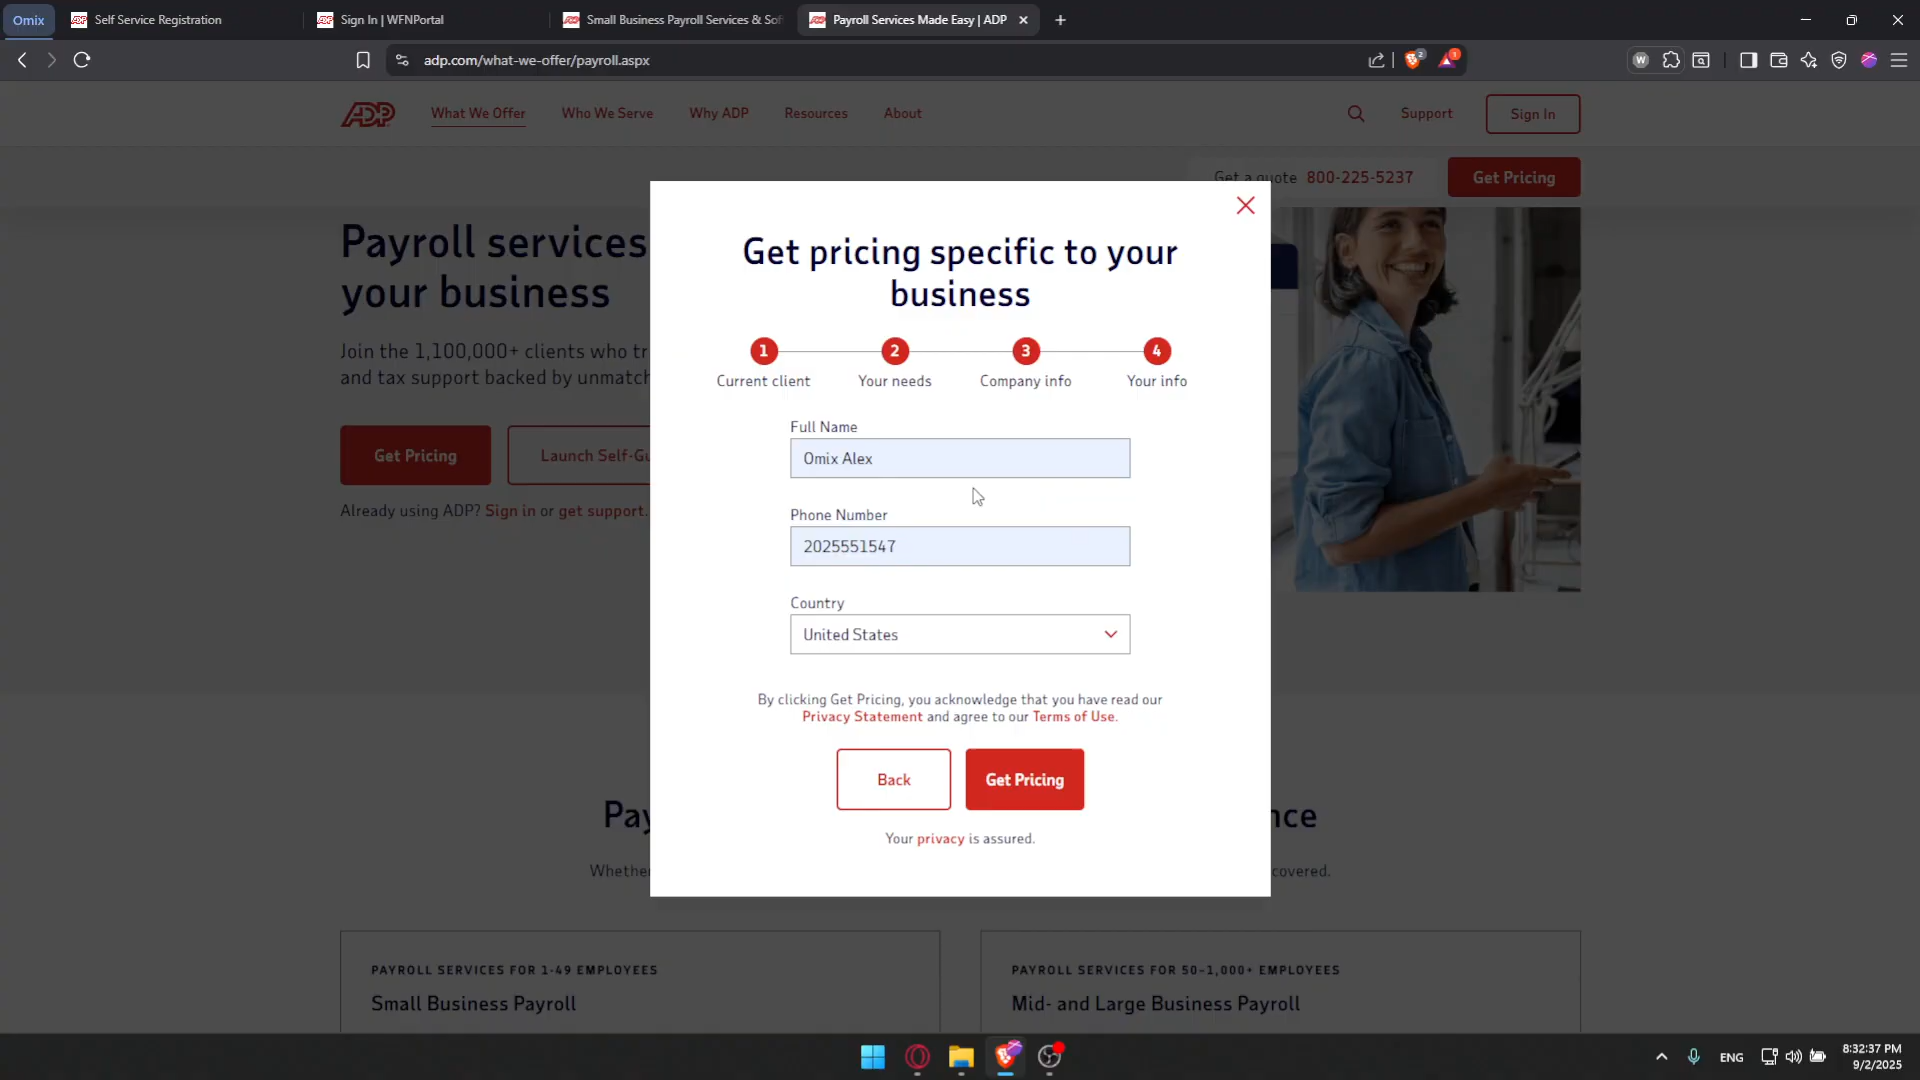 Omix
Self Service Registration
Sign In | WFNPortal
Small Business Payroll Services & Sof
Payroll Services Made Easy | ADP
adp.com/what-we-offer/payroll.aspx
2
1
W
ADP
What We Offer
Who We Serve
Why ADP
Resources
About
Support
Sign In
Get a quote 800-225-5237
Get Pricing
Payroll services
your business
Join the 1,100,000+ clients who tr
and tax support backed by unmatch
Get Pricing
Launch Self-Gu
Already using ADP? Sign in or get support.
Get pricing specific to your
business
1
2
3
4
Current client
Your needs
Company info
Your info
Full Name
Omix Alex
Phone Number
2025551547
Country
United States
By clicking Get Pricing, you acknowledge that you have read our
Privacy Statement and agree to our Terms of Use.
Back
Get Pricing
Your privacy is assured.
Pay
nce
Whether
covered.
PAYROLL SERVICES FOR 1-49 EMPLOYEES
Small Business Payroll
PAYROLL SERVICES FOR 50-1,000+ EMPLOYEES
Mid- and Large Business Payroll
ENG
8:32:37 PM
9/2/2025